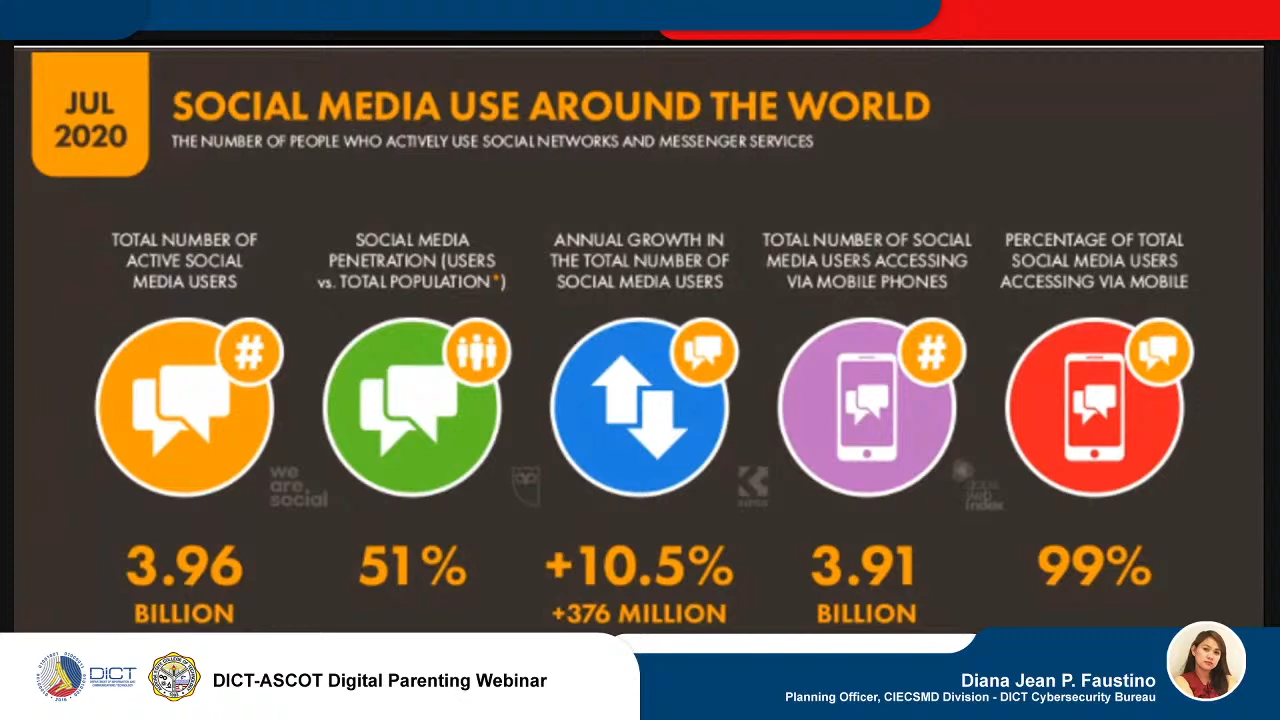 JUL
2020
SOCIAL MEDIA USE AROUND THE WORLD
THE NUMBER OF PEOPLE WHO ACTIVELY USE SOCIAL NETWORKS AND MESSENGER SERVICES
TOTAL NUMBER OF
ACTIVE SOCIAL
MEDIA USERS
SOCIAL MEDIA
PENETRATION (USERS
vs. TOTAL POPULATION*)
ANNUAL GROWTH IN
THE TOTAL NUMBER OF
SOCIAL MEDIA USERS
TOTAL NUMBER OF SOCIAL
MEDIA USERS ACCESSING
VIA MOBILE PHONES
PERCENTAGE OF TOTAL
SOCIAL MEDIA USERS
ACCESSING VIA MOBILE
#
#
we
are
social
3.96
BILLION
51%
+10.5%
+376 MILLION
3.91
BILLION
99%
DICT
DICT-ASCOT Digital Parenting Webinar
Diana Jean P. Faustino
Planning Officer, CIECSMD Division - DICT Cybersecurity Bureau